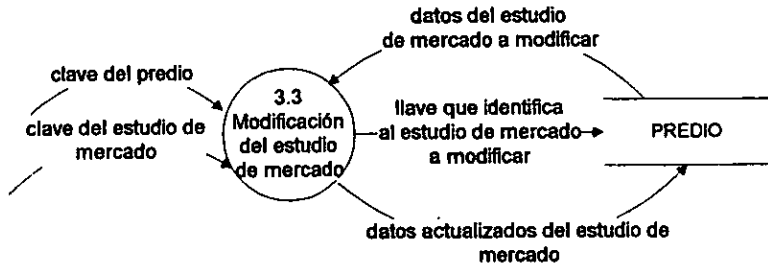 datos del estudio
de mercado a modificar
clave del predio
clave del estudio de
mercado
3.3
Modificación
del estudio
de mercado
llave que identifica
al estudio de mercado
a modificar
PREDIO
datos actualizados del estudio de
mercado